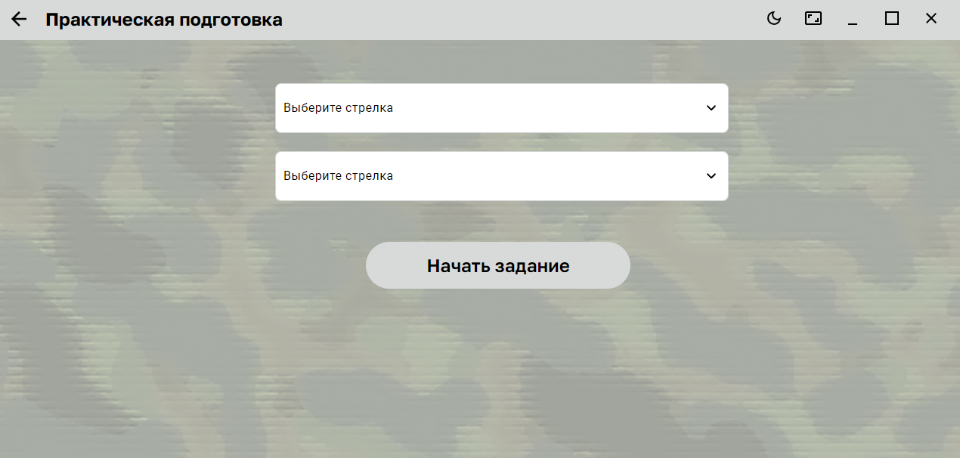 Практическая подготовка
Выберите стрелка
Выберите стрелка
Начать задание